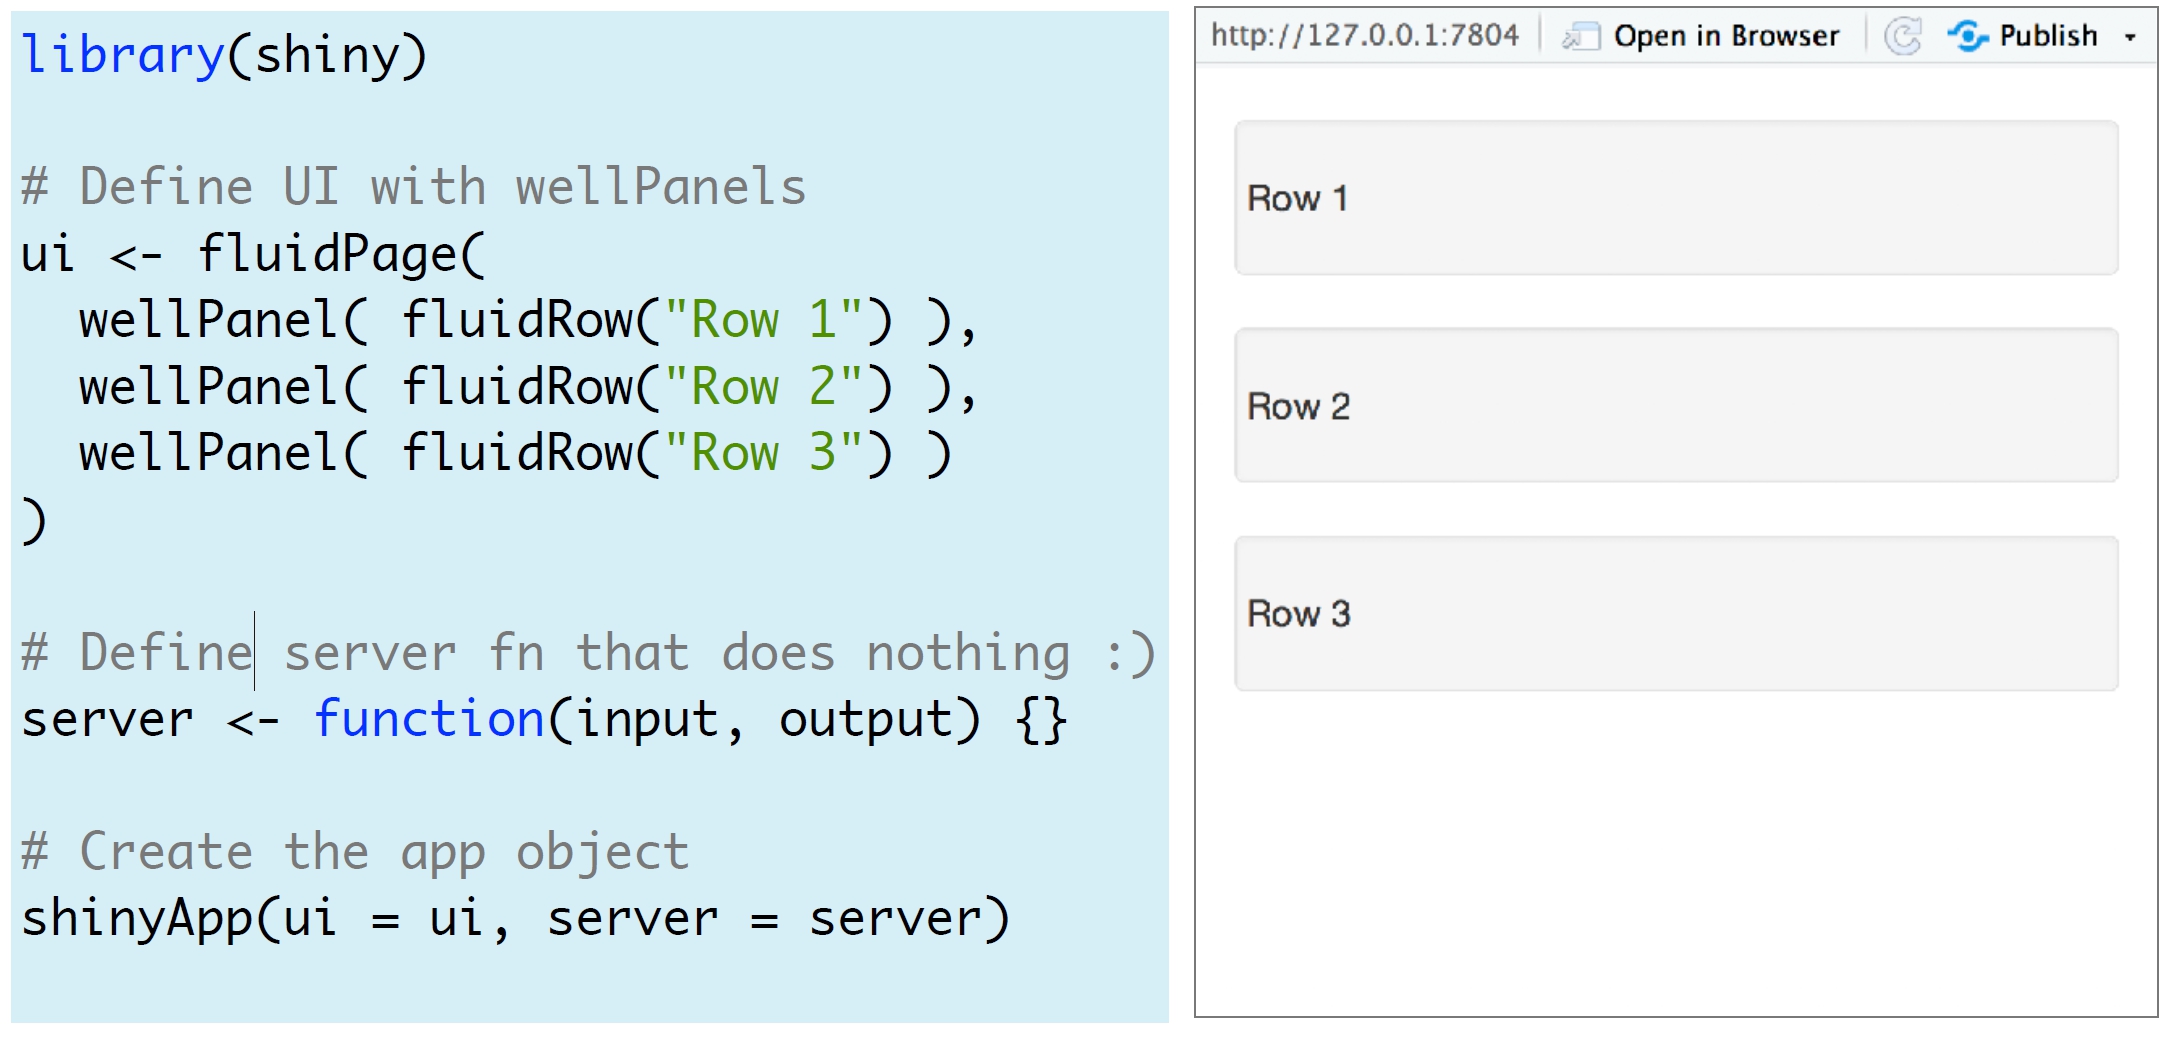 library(shiny)
# Define UI with wellPanels
ui <- fluidPage(
  wellPanel( fluidRow("Row 1") ),
  wellPanel( fluidRow("Row 2") ),
  wellPanel( fluidRow("Row 3") )
)
# Define server fn that does nothing :)
server <- function(input, output) {}
# Create the app object
shinyApp(ui = ui, server = server)
http://127.0.0.1:7804 Open in Browser Publish
Row 1
Row 2
Row 3